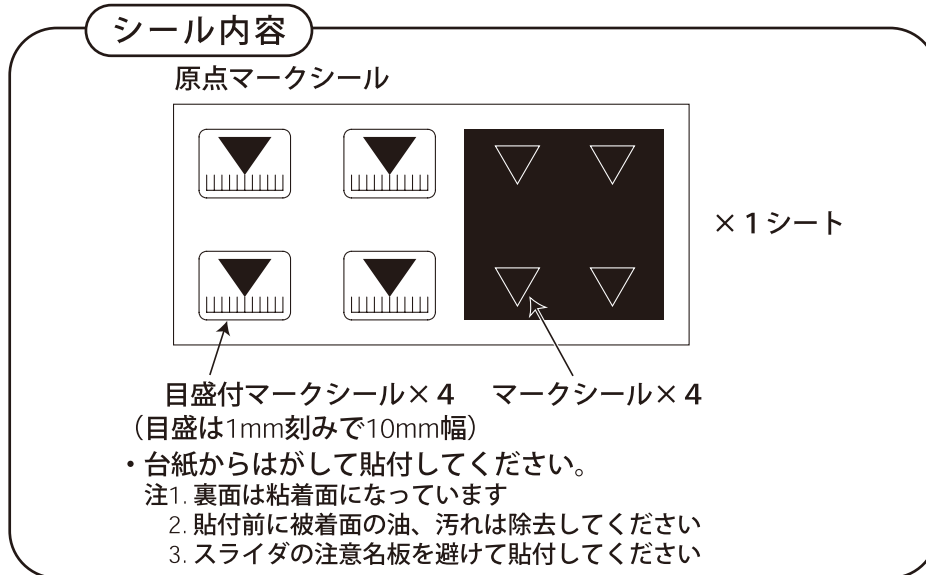 シール内容
原点マークシール
×1シート
目盛付マークシール×4 マークシール×4
（目盛は1mm刻みで10mm幅）
・台紙からはがして貼付してください。
注1. 裏面は粘着面になっています
2. 貼付前に被着面の油、汚れは除去してください
3. スライダの注意名板を避けて貼付してください